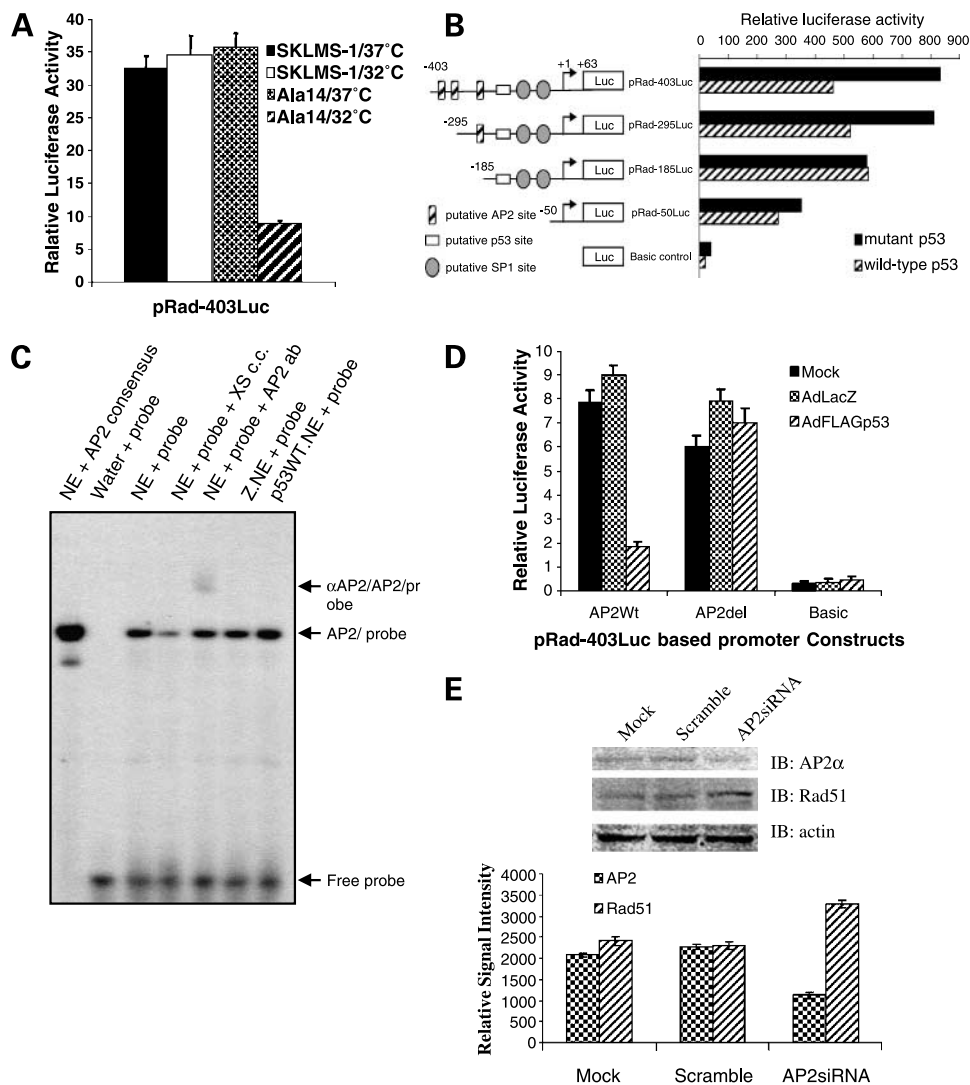 A
Ralative Luciferase Activity
40
35
30
25
20
15
10
5
0
SKLMS-1/37°C
SKLMS-1/32°C
Ala14/37°C
Ala14/32°C
pRad-403Luc
B
Relative luciferase activity
0 100 200 300 400 500 600 700 800 900
-403
+1 +63
Luc
pRad-403Luc
-295
Luc
pRad-295Luc
-185
Luc
pRad-185Luc
-50
Luc
pRad-50Luc
Luc
Basic control
putative AP2 site
putative p53 site
putative SP1 site
mutant p53
wild-type p53
C
NE + AP2 consensus
Water + probe
NE + probe
NE + probe + XS c.c.
NE + probe + AP2 ab
Z.NE + probe
p53WT.NE + probe
αAP2/AP2/pr
obe
AP2/ probe
Free probe
D
Relative Luciferase Activity
10
9
8
7
6
5
4
3
2
1
0
Mock
AdLacZ
AdFLAGp53
AP2Wt AP2del Basic
pRad-403Luc based promoter Constructs
E
Mock
Scramble
AP2siRNA
IB: AP2α
IB: Rad51
IB: actin
Relative Signal Intensity
4000
3500
3000
2500
2000
1500
1000
500
0
AP2
Rad51
Mock Scramble AP2siRNA